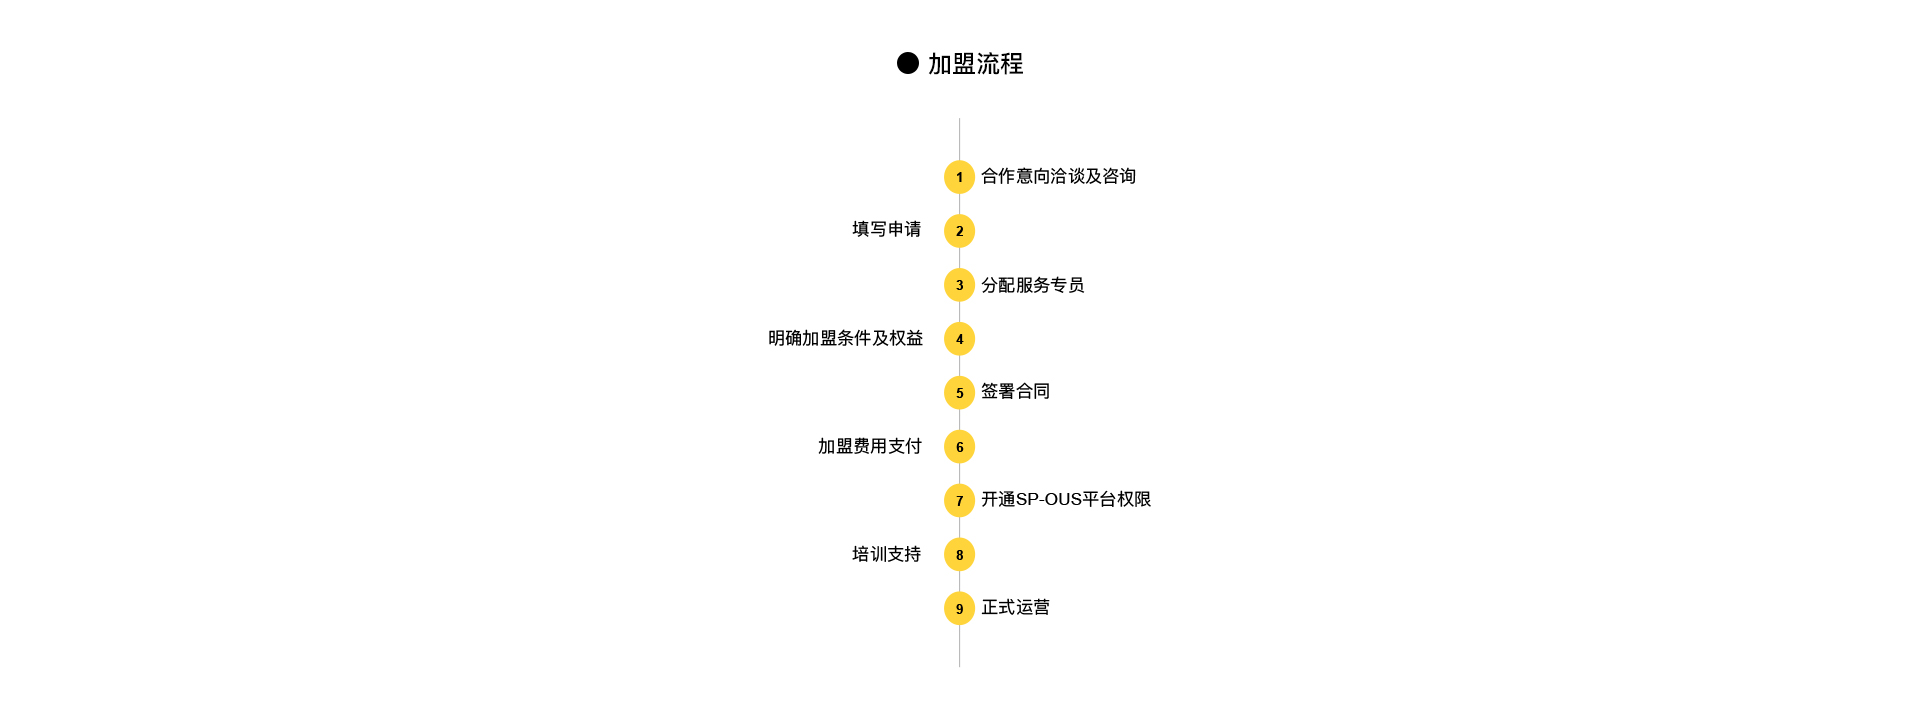 加盟流程
1 合作意向洽谈及咨询
填写申请 2
3 分配服务专员
明确加盟条件及权益 4
5 签署合同
加盟费用支付 6
7 开通SP-OUS平台权限
培训支持 8
9 正式运营